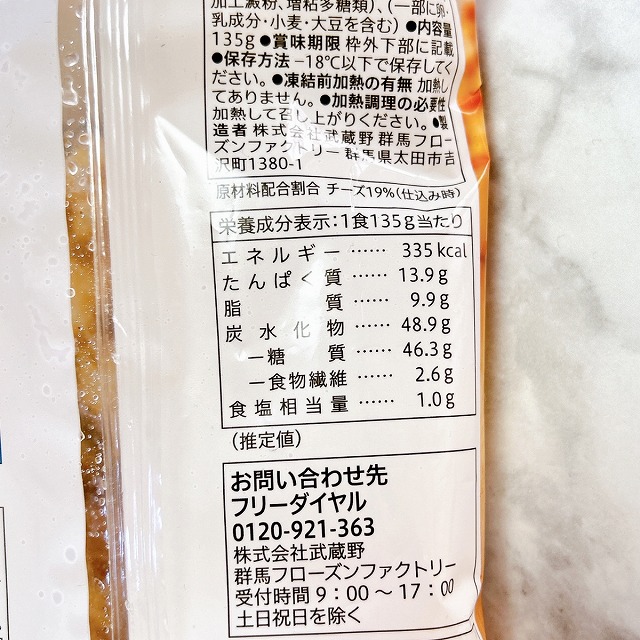 加工澱粉、増粘多糖類)、(一部に卵・
乳成分・小麦・大豆を含む)●内容量
135g●賞味期限 枠外下部に記載
●保存方法 −18℃以下で保存してく
ださい。●凍結前加熱の有無 加熱し
てありません。●加熱調理の必要性
加熱して召し上がりください。●製
造者 株式会社武蔵野 群馬フロー
ズンファクトリー 群馬県太田市吉
沢町1380-1
原材料配合割合 チーズ19%(仕込み時)
栄養成分表示:1食135g当たり
エネルギー …… 335kcal
たんぱく質 …… 13.9g
脂質 …… 9.9g
炭水化物 …… 48.9g
ー糖質 …… 46.3g
ー食物繊維 …… 2.6g
食塩相当量 …… 1.0g
(推定値)
お問い合わせ先
フリーダイヤル
0120-921-363
株式会社武蔵野
群馬フローズンファクトリー
受付時間9:00〜17:00
土日祝日を除く